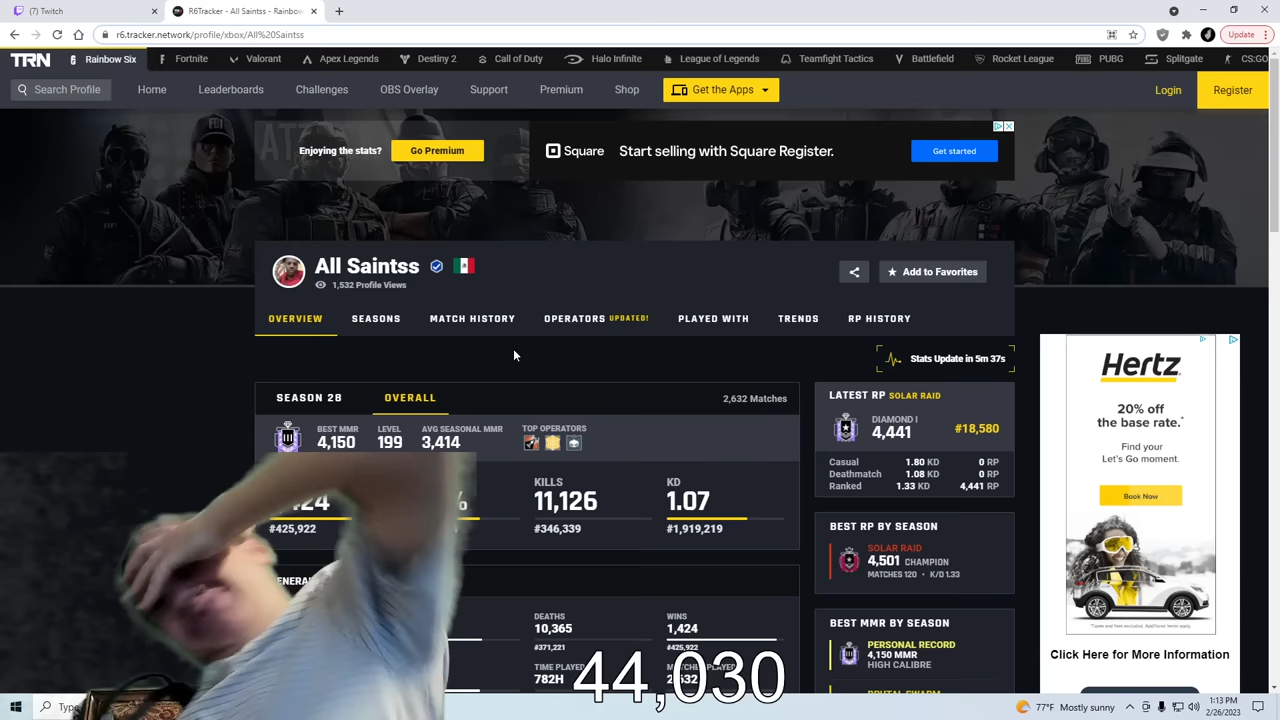 (7) Twitch
R6Tracker - All Saintss - Rainbow
r6.tracker.network/profile/xbox/All%20Saintss
Update
TRN Rainbow Six Fortnite Valorant Apex Legends Destiny 2 Call of Duty Halo Infinite League of Legends Teamfight Tactics Battlefield Rocket League PUBG Splitgate CS:GO
Search Profile Home Leaderboards Challenges OBS Overlay Support Premium Shop Get the Apps Login Register
Enjoying the stats? Go Premium
Square Start selling with Square Register. Get started
All Saintss
1,532 Profile Views
Add to Favorites
OVERVIEW SEASONS MATCH HISTORY OPERATORS UPDATED! PLAYED WITH TRENDS RP HISTORY
Stats Update in 5m 37s
SEASON 28 OVERALL 2,632 Matches
BEST MMR LEVEL AVG SEASONAL MMR TOP OPERATORS
4,150 199 3,414
KILLS KD
24 % 11,126 1.07
#425,922 #346,339 #1,919,219
GENERAL
DEATHS WINS
10,365 1,424
#371,221 #425,922
TIME PLAYED
782H
44,030
LATEST RP SOLAR RAID
DIAMOND I
4,441 #18,580
Casual 1.80 KD 0 RP
Deathmatch 1.08 KD 0 RP
Ranked 1.33 KD 4,441 RP
BEST RP BY SEASON
SOLAR RAID
4,501 CHAMPION
MATCHES 120 • K/D 1.33
BEST MMR BY SEASON
PERSONAL RECORD
4,150 MMR
HIGH CALIBRE
Hertz
20% off
the base rate.*
Find your
Let's Go moment.
Book Now
Click Here for More Information
Type
77°F Mostly sunny
1:13 PM
2/26/2023